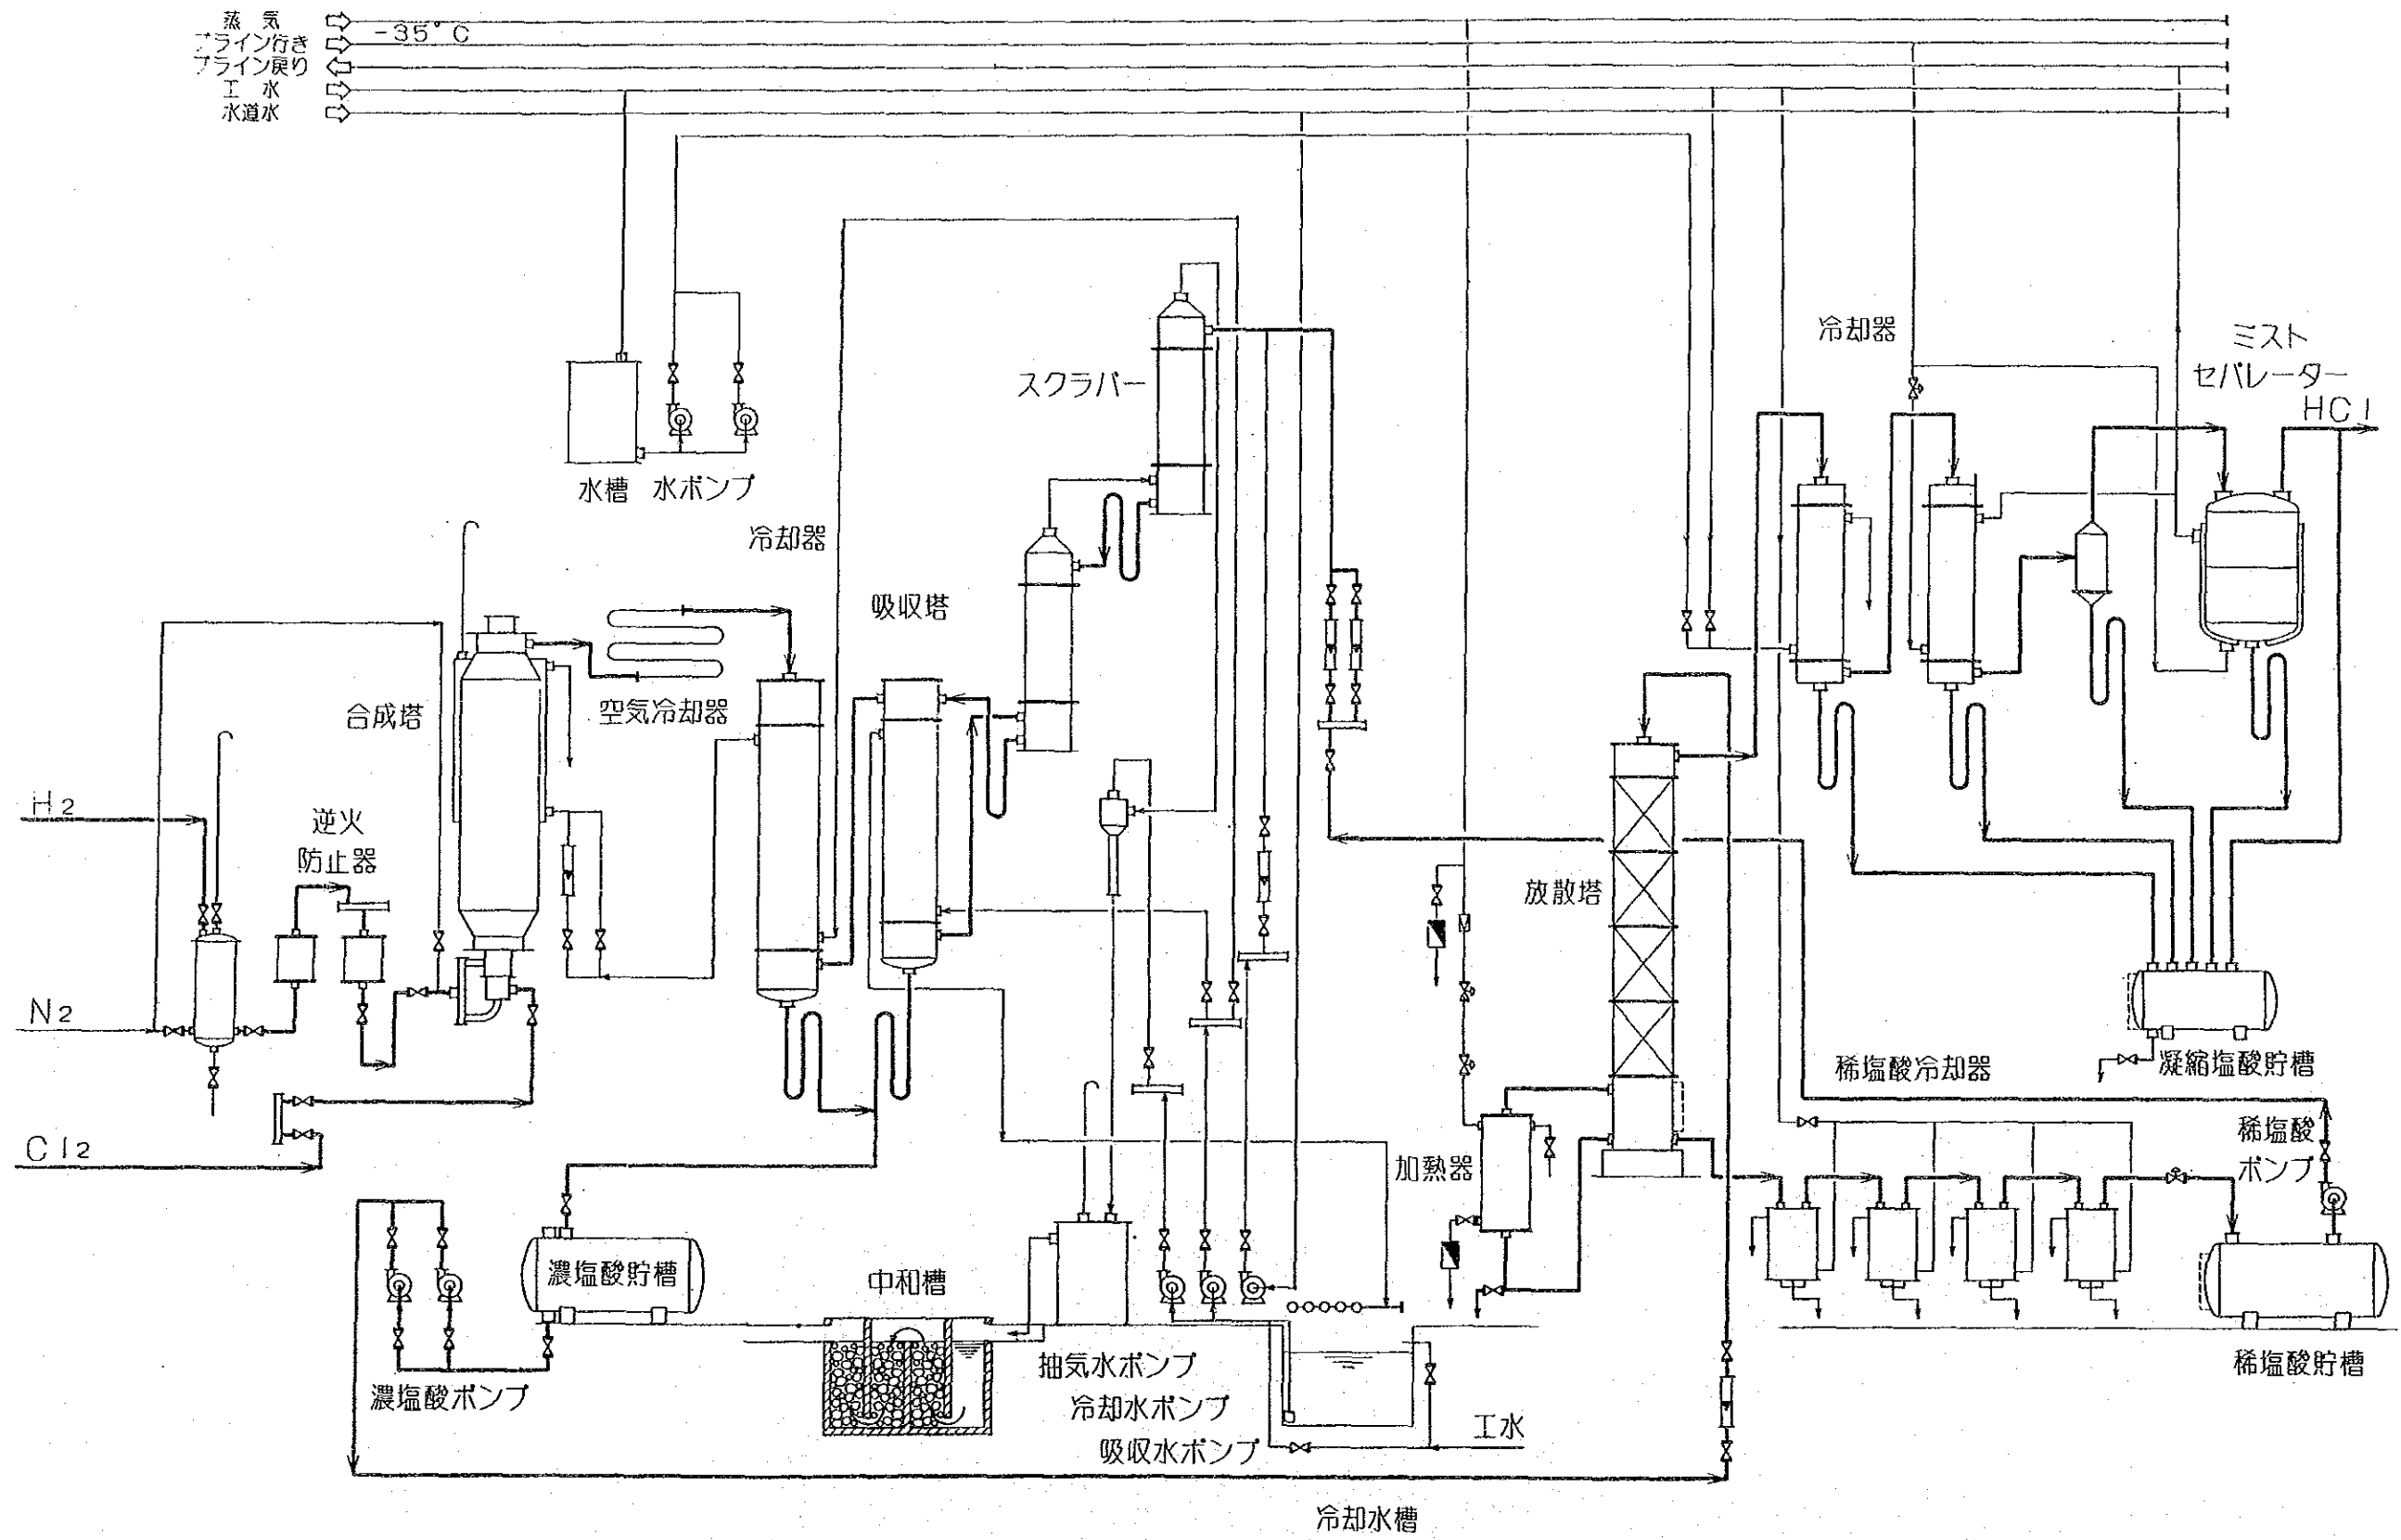 蒸気
ブライン行き
-35°C
ブライン戻り
工水
水道水
冷却器
ミスト
セパレーター
HCl
スクラバー
水槽
水ポンプ
冷却器
吸収塔
合成塔
空気冷却器
H2
逆火
防止器
放散塔
N2
稀塩酸冷却器
凝縮塩酸貯槽
稀塩酸
ポンプ
Cl2
加熱器
濃塩酸貯槽
中和槽
抽気水ポンプ
稀塩酸貯槽
濃塩酸ポンプ
冷却水ポンプ
工水
吸収水ポンプ
冷却水槽